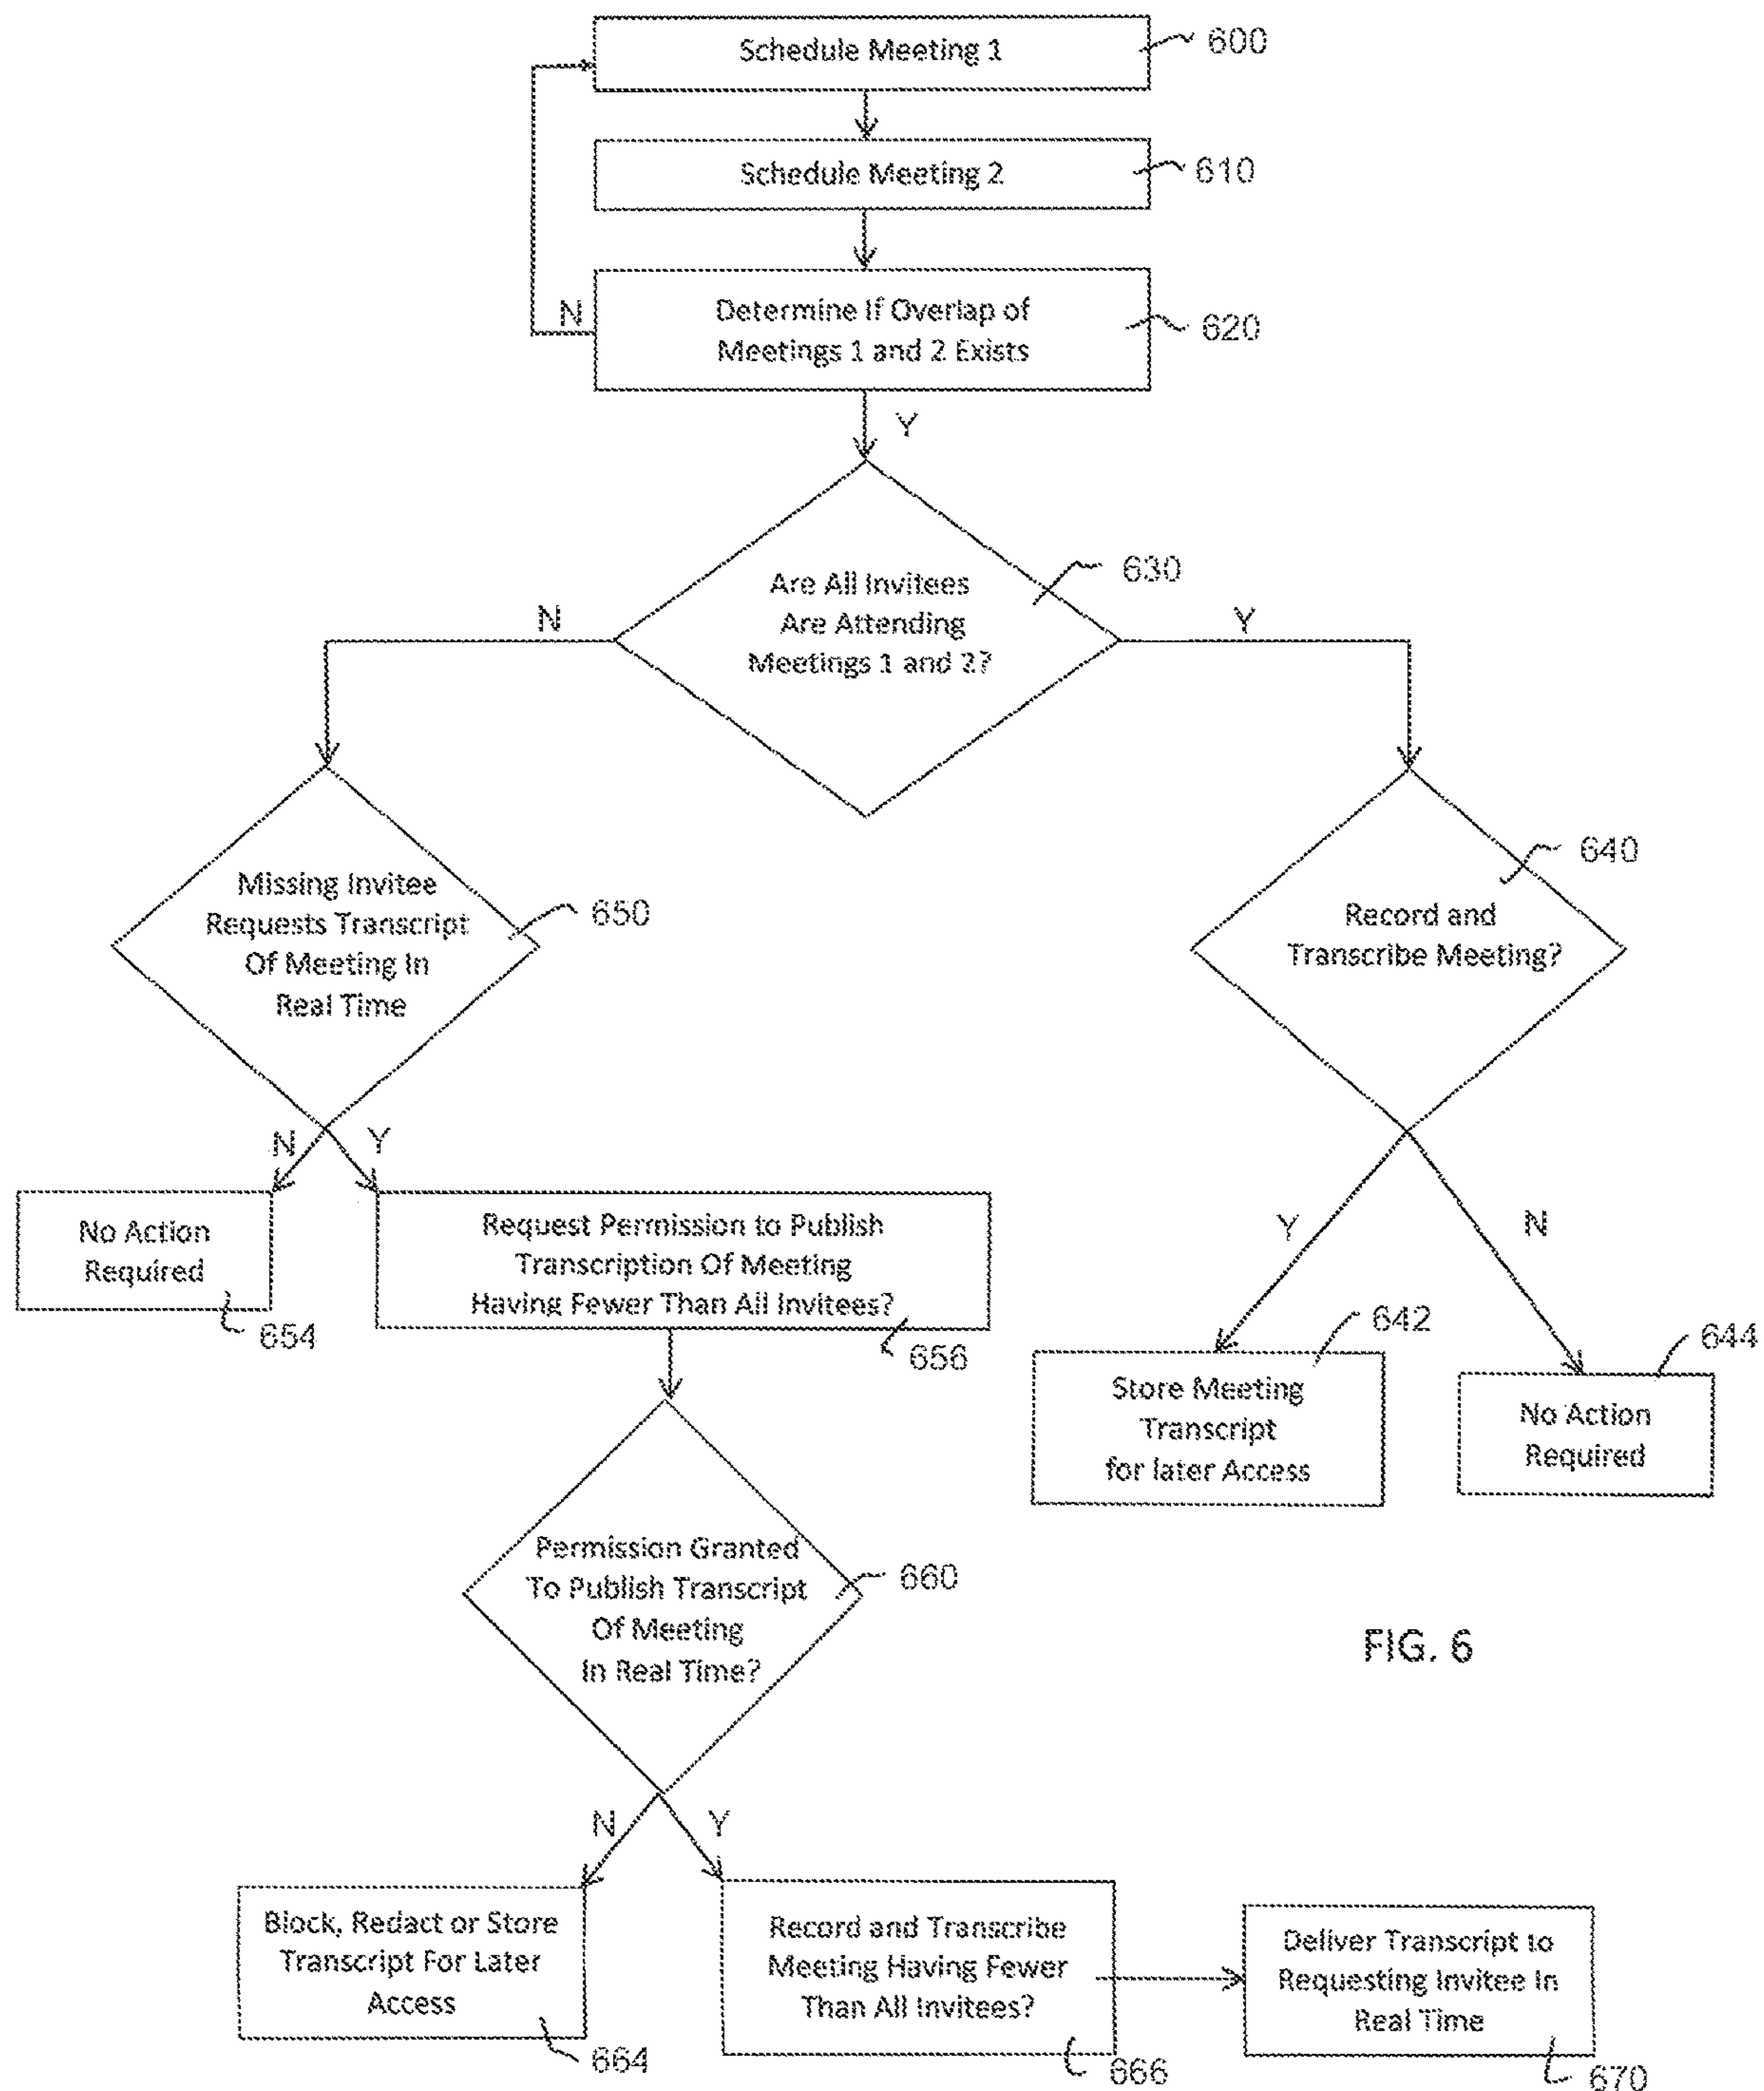 Schedule Meeting 1
600
Schedule Meeting 2
610
Determine If Overlap of
Meetings 1 and 2 Exists
620
N
Y
Are All Invitees
Are Attending
Meetings 1 and 2?
630
N
Y
Missing Invitee
Requests Transcript
Of Meeting In
Real Time
650
Record and
Transcribe Meeting?
640
N
Y
No Action
Required
654
Request Permission to Publish
Transcription Of Meeting
Having Fewer Than All Invitees?
656
Y
N
Store Meeting
Transcript
for later Access
642
No Action
Required
644
Permission Granted
To Publish Transcript
Of Meeting
In Real Time?
660
FIG. 6
N
Y
Block, Redact or Store
Transcript For Later
Access
664
Record and Transcribe
Meeting Having Fewer
Than All Invitees?
666
Deliver Transcript to
Requesting Invitee In
Real Time
670